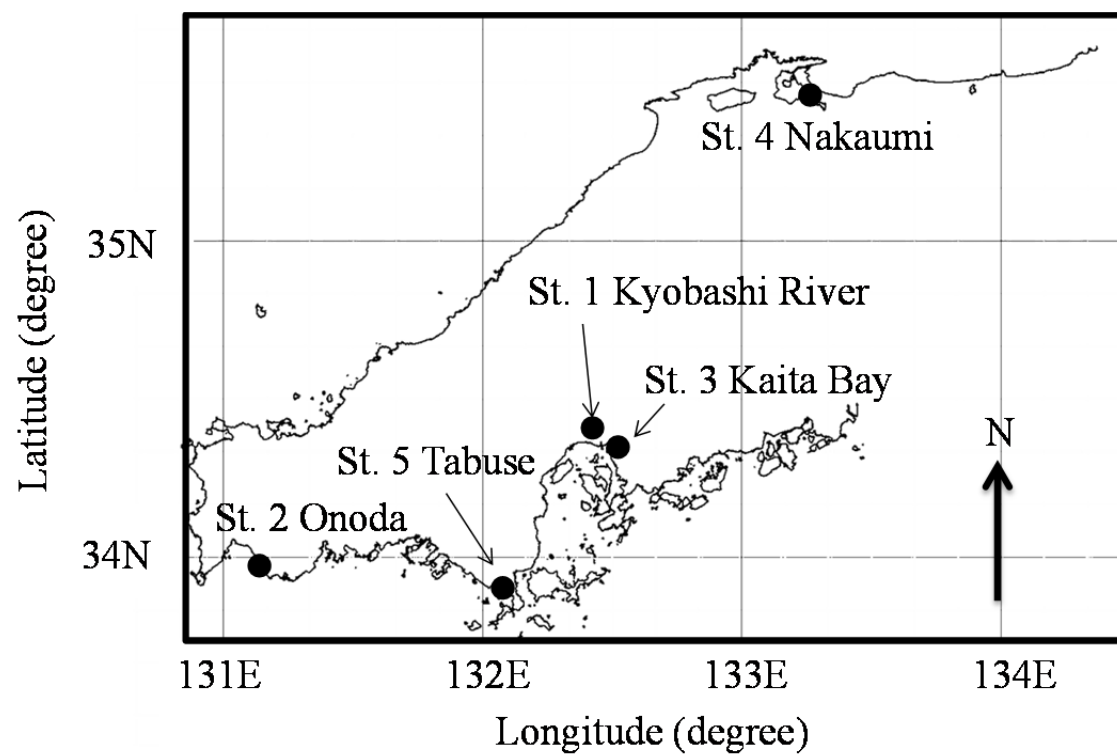 St. 4 Nakaumi
35N
St. 1 Kyobashi River
St. 3 Kaita Bay
N
St. 5 Tabuse
St. 2 Onoda
34N
131E
132E
133E
134E
Longitude (degree)
Latitude (degree)